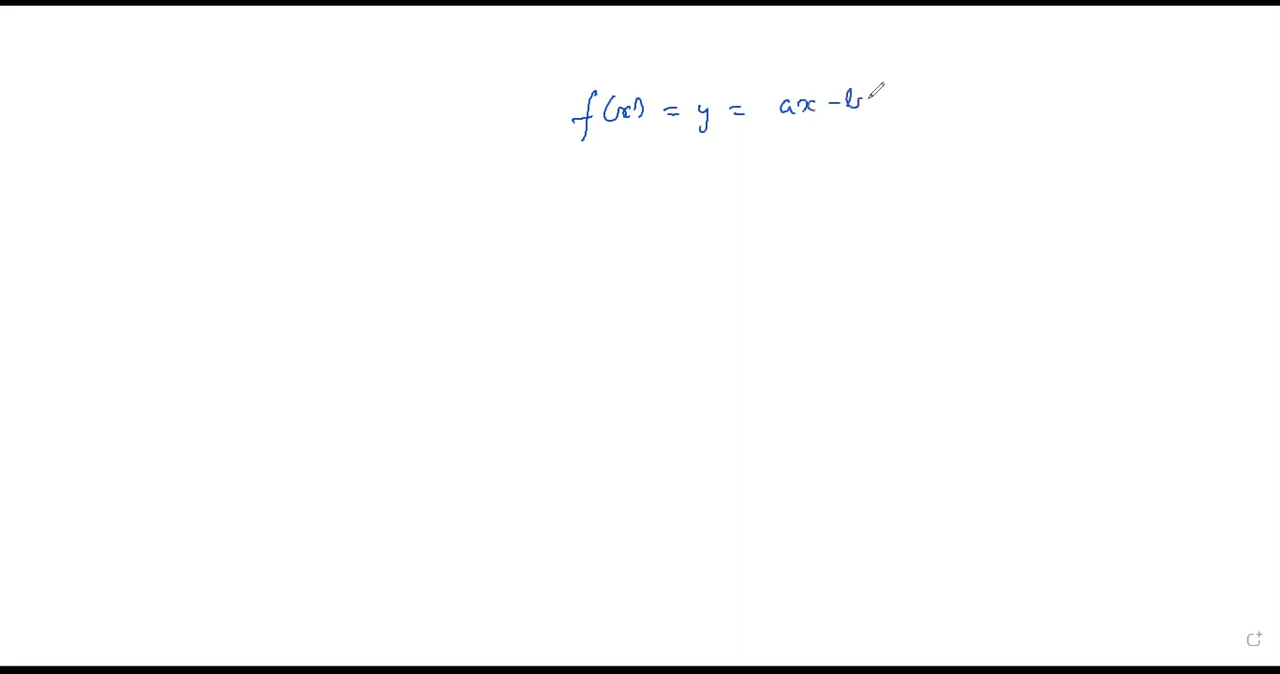 f(x) = y = ax - b